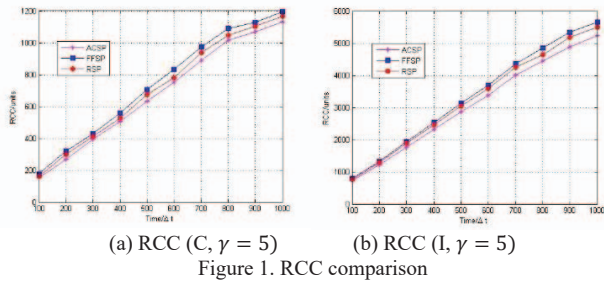 1200
1000
800
600
400
200
0
RCC/units
ACSP
FFSP
RSP
100 200 300 400 500 600 700 800 900 1000
Time/Δ t
6000
5000
4000
3000
2000
1000
0
RCC/units
ACSP
FFSP
RSP
100 200 300 400 500 600 700 800 900 1000
Time/Δ t
(a) RCC (C, γ = 5) (b) RCC (I, γ = 5)
Figure 1. RCC comparison